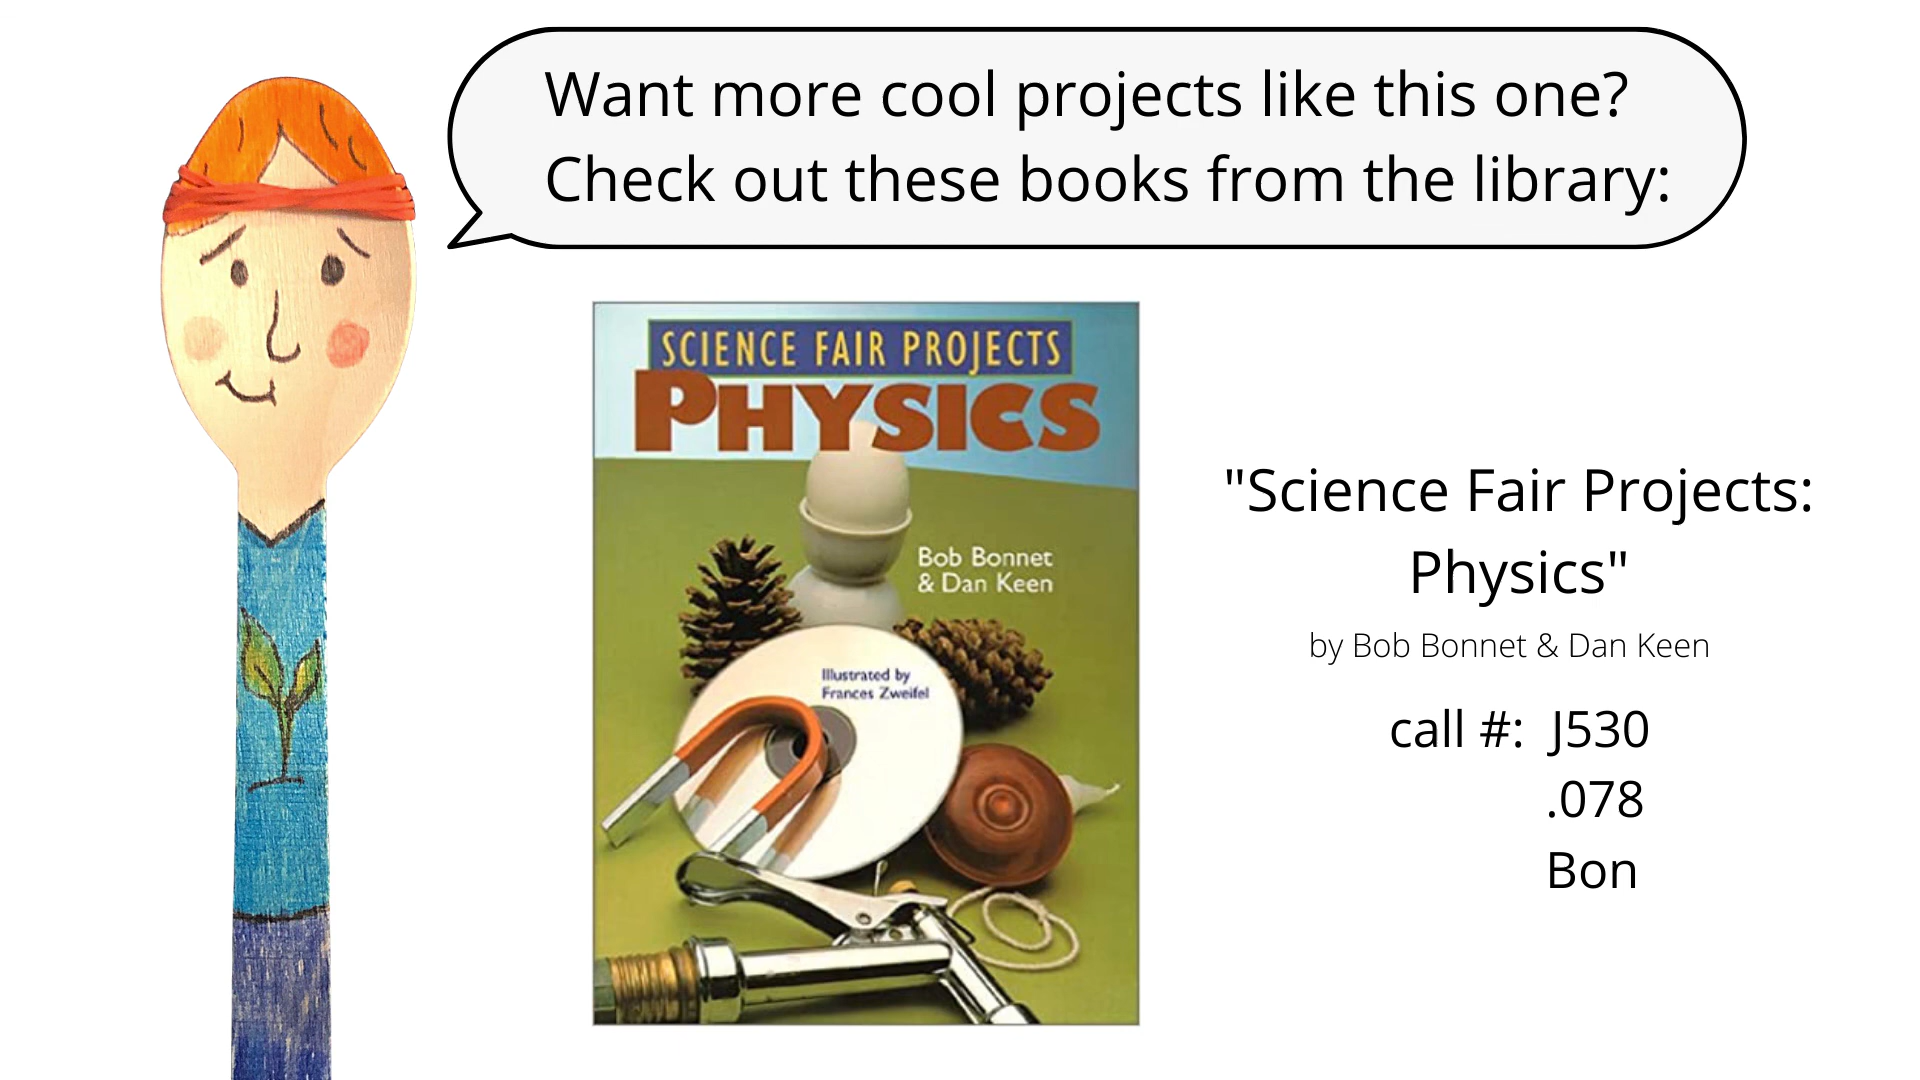 Want more cool projects like this one?
Check out these books from the library:
SCIENCE FAIR PROJECTS
PHYSICS
Bob Bonnet
& Dan Keen
Illustrated by
Frances Zweifel
"Science Fair Projects:
Physics"
by Bob Bonnet & Dan Keen
call #: J530
.078
Bon